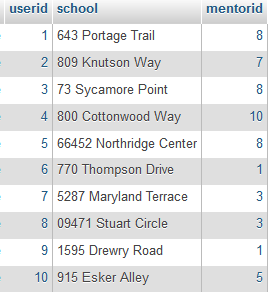 userid school mentorid
1 643 Portage Trail 8
2 809 Knutson Way 7
3 73 Sycamore Point 8
4 800 Cottonwood Way 10
5 66452 Northridge Center 8
6 770 Thompson Drive 1
7 5287 Maryland Terrace 3
8 09471 Stuart Circle 3
9 1595 Drewry Road 1
10 915 Esker Alley 5